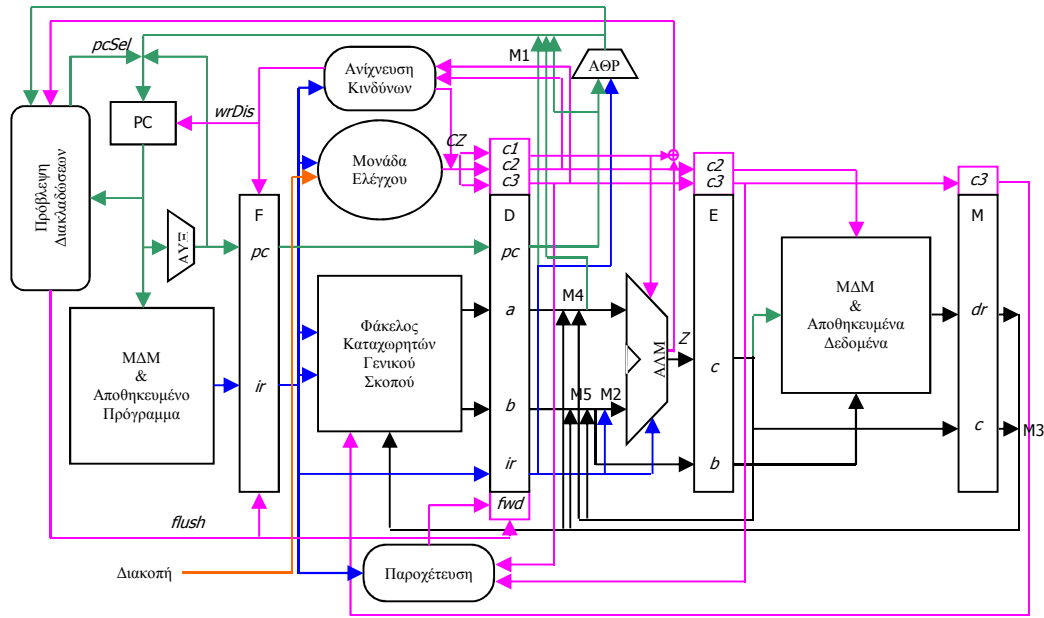 pcSel
M1
ΑΘΡ
Ανίχνευση
Κινδύνων
PC
wrDis
CZ
c1
c2
c3
Μονάδα
Ελέγχου
c2
c3
c3
Πρόβλεψη
Διακλαδώσεων
ΑΥΞ
F
pc
ir
D
pc
a
b
ir
fwd
E
c
b
M
dr
c
ΜΔΜ
&
Αποθηκευμένο
Πρόγραμμα
Φάκελος
Καταχωρητών
Γενικού
Σκοπού
M4
M5
M2
ΑΛΜ
Z
ΜΔΜ
&
Αποθηκευμένα
Δεδομένα
M3
flush
Διακοπή
Παροχέτευση